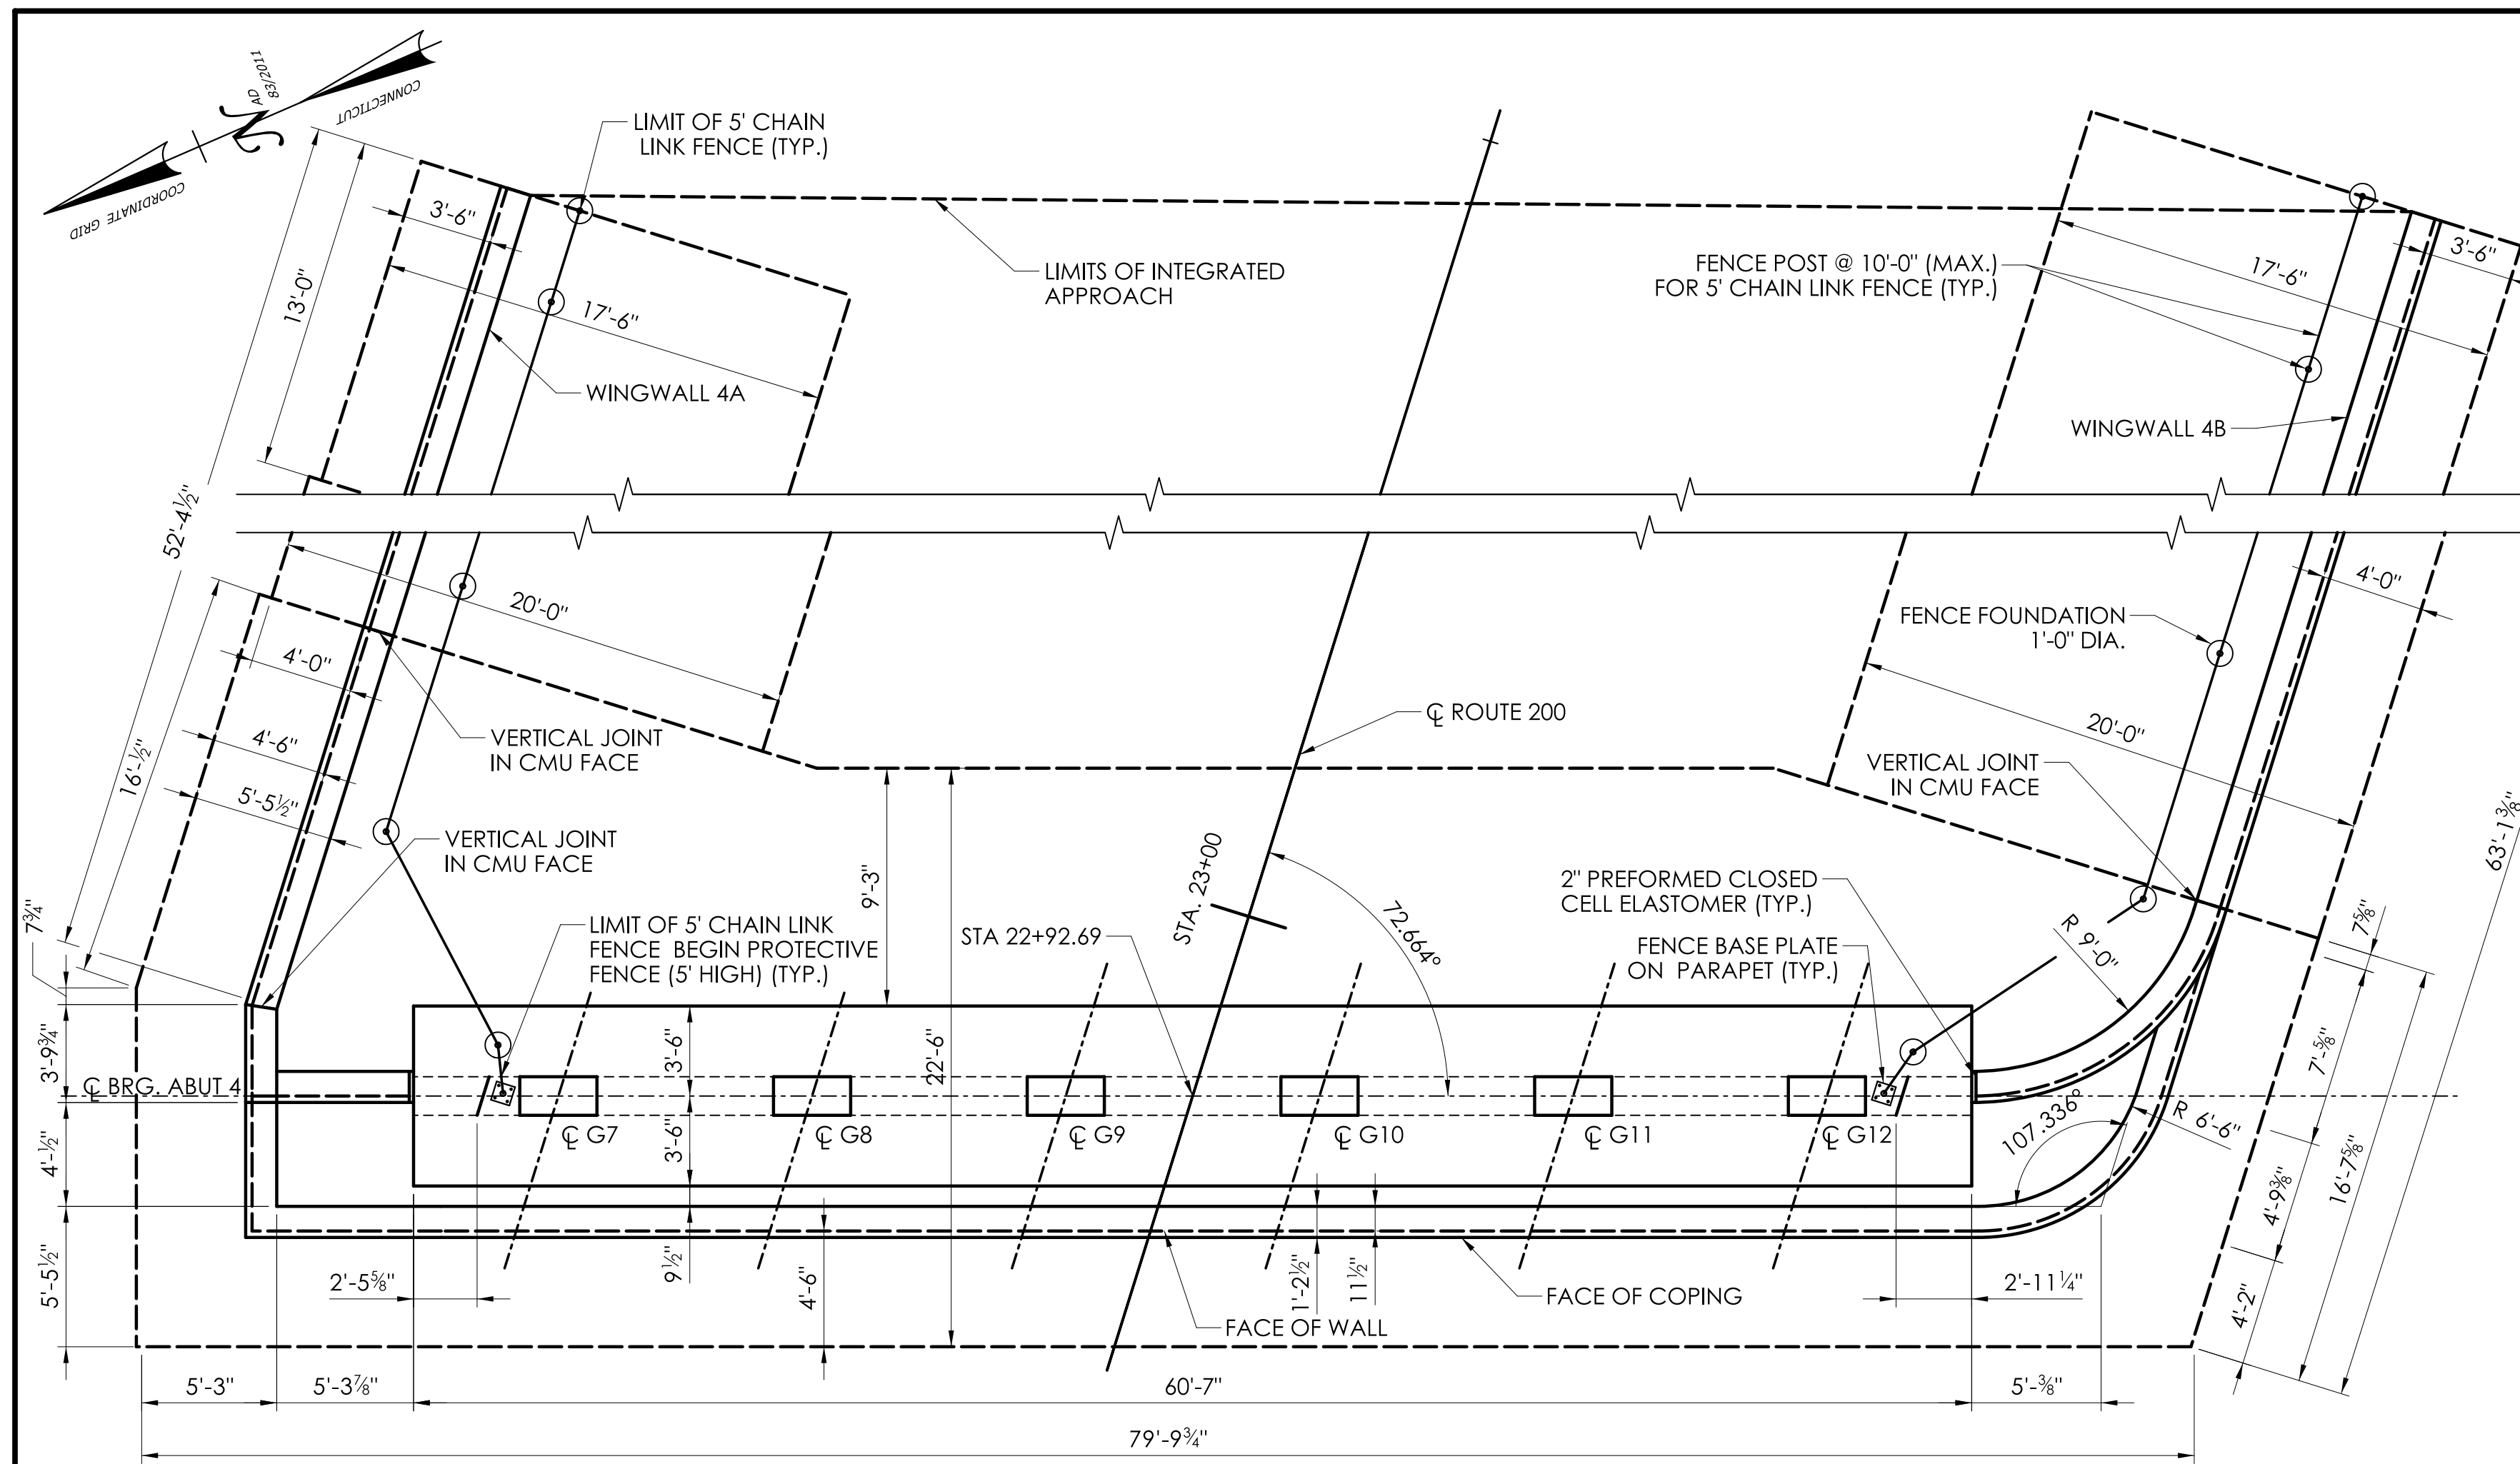 N
AD
83/2011
CONNECTICUT
COORDINATE GRID
LIMIT OF 5' CHAIN
LINK FENCE (TYP.)
3'-6"
13'-0"
17'-6"
LIMITS OF INTEGRATED
APPROACH
FENCE POST @ 10'-0" (MAX.)
FOR 5' CHAIN LINK FENCE (TYP.)
17'-6"
3'-6"
WINGWALL 4A
WINGWALL 4B
52'-4½"
20'-0"
4'-0"
4'-0"
FENCE FOUNDATION
1'-0" DIA.
℄ ROUTE 200
20'-0"
4'-6"
VERTICAL JOINT
IN CMU FACE
VERTICAL JOINT
IN CMU FACE
16'-½"
5'-5½"
63'-1⅜"
VERTICAL JOINT
IN CMU FACE
9'-3"
STA. 23+00
72.664°
2" PREFORMED CLOSED
CELL ELASTOMER (TYP.)
7¾"
LIMIT OF 5' CHAIN LINK
FENCE BEGIN PROTECTIVE
FENCE (5' HIGH) (TYP.)
STA 22+92.69
FENCE BASE PLATE
ON PARAPET (TYP.)
R 9'-0"
7⅝"
3'-9¾"
3'-6"
22'-6"
7'-⅝"
℄ BRG. ABUT 4
107.336°
R 6'-6"
4'-½"
℄ G7
3'-6"
℄ G8
℄ G9
℄ G10
℄ G11
℄ G12
4'-9⅜"
16'-7⅝"
5'-5½"
2'-5⅝"
9½"
4'-6"
1'-2½"
11½"
FACE OF COPING
2'-11¼"
4'-2"
FACE OF WALL
5'-3"
5'-3⅞"
60'-7"
5'-⅜"
79'-9¾"